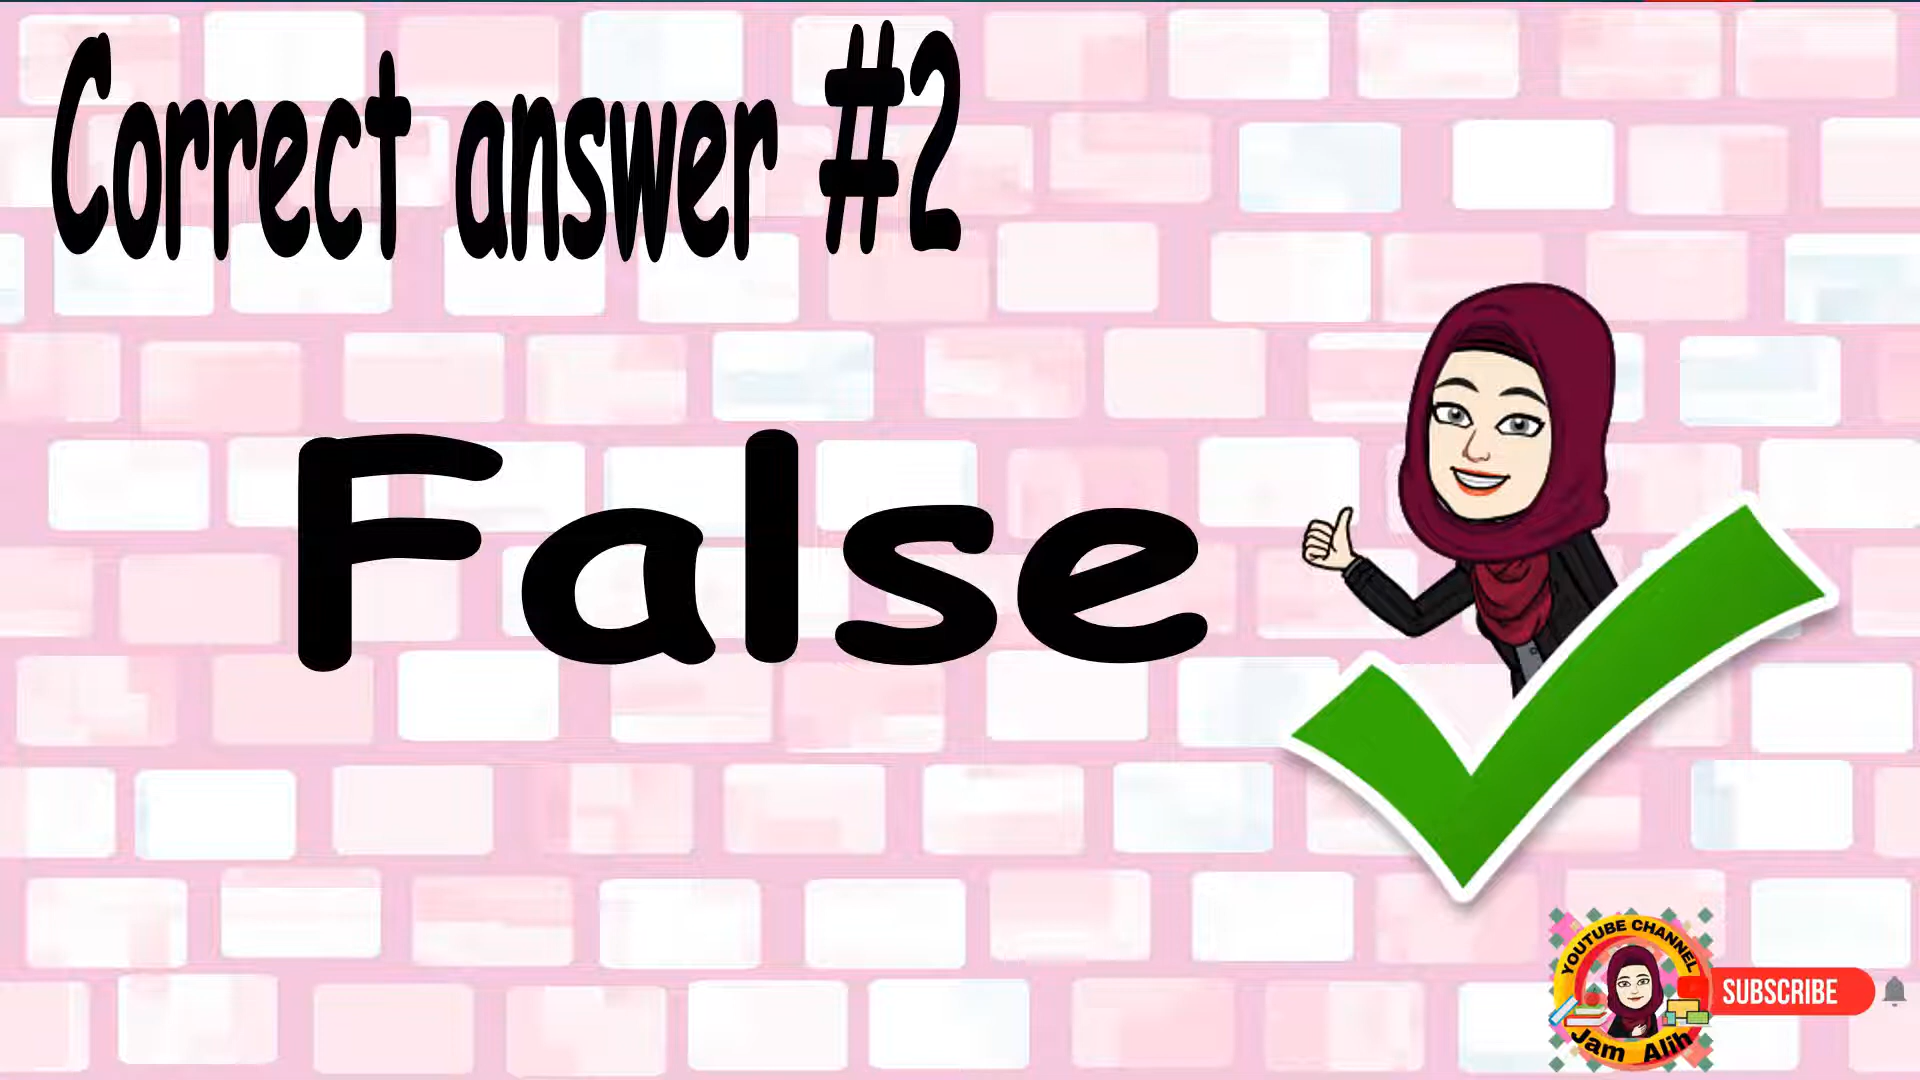 Correct answer #2
False
YOUTUBE CHANNEL
SUBSCRIBE
Jam Alih